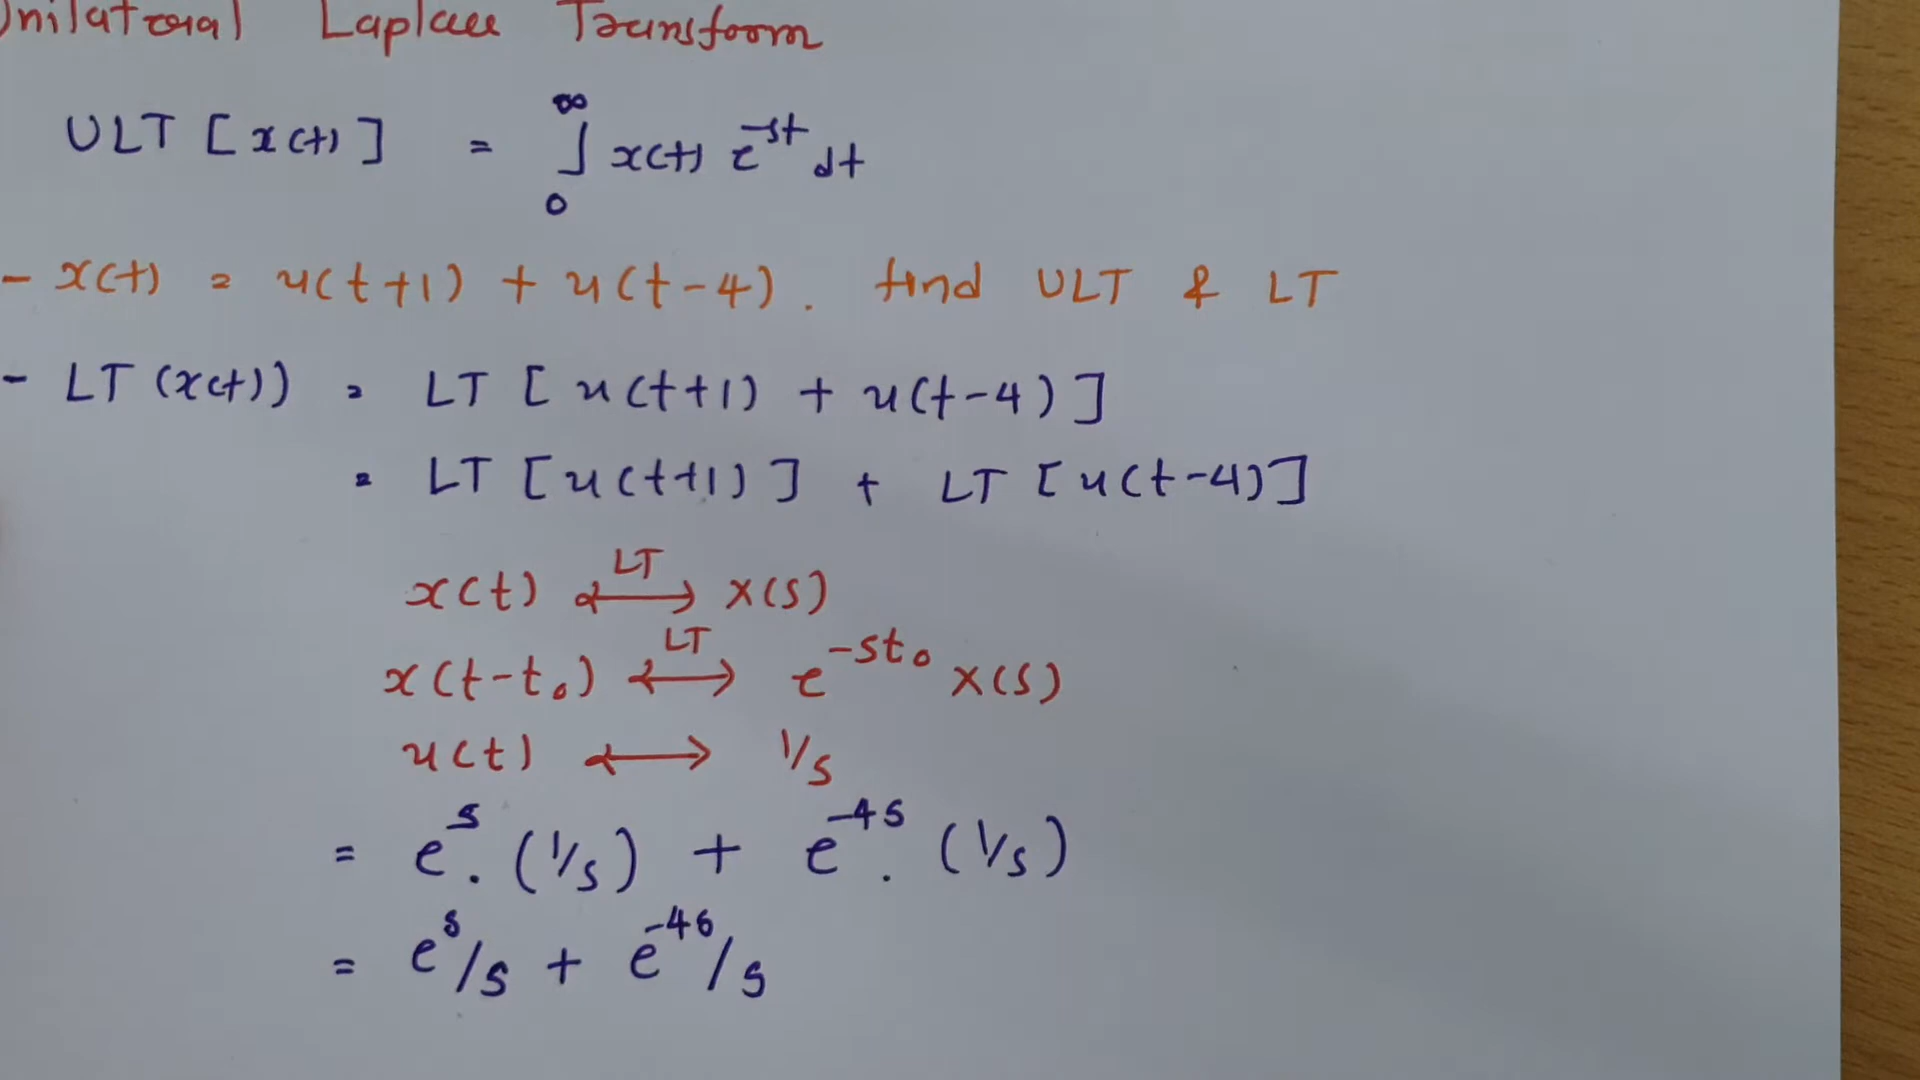 Unilateral Laplace Transform
ULT [x(t)] = ∫₀^∞ x(t) e^-st dt
- x(t) = u(t+1) + u(t-4). find ULT & LT
- LT (x(t)) = LT [u(t+1) + u(t-4)]
= LT [u(t+1)] + LT [u(t-4)]
x(t) ⟷^LT X(s)
x(t-t₀) ⟷^LT e^-st₀ X(s)
u(t) ⟷ 1/s
= e^s . (1/s) + e^-4s . (1/s)
= e^s/s + e^-4s/s